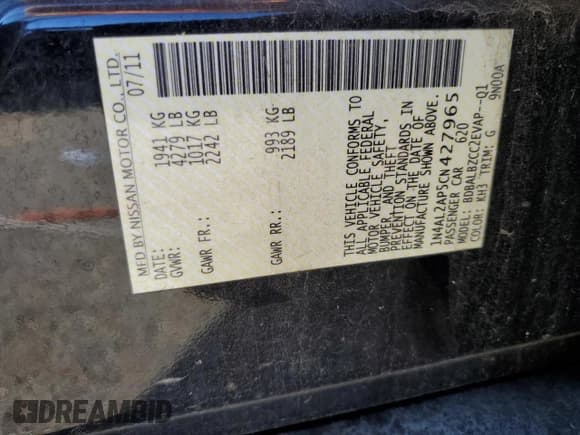 MFD BY NISSAN MOTOR CO., LTD.
DATE: 07/11
GVWR: 1941 KG
4279 LB
GAWR FR.: 1017 KG
2242 LB
GAWR RR.: 993 KG
2189 LB
THIS VEHICLE CONFORMS TO
ALL APPLICABLE FEDERAL
MOTOR VEHICLE SAFETY,
BUMPER, AND THEFT
PREVENTION STANDARDS IN
EFFECT ON THE DATE OF
MANUFACTURE SHOWN ABOVE.
1N4AL2AP5CN427965
PASSENGER CAR 620
MODEL: BDBALBZCC2EVAP--Q1
COLOR: KH3 TRIM: G 9N00A
DREAMBID